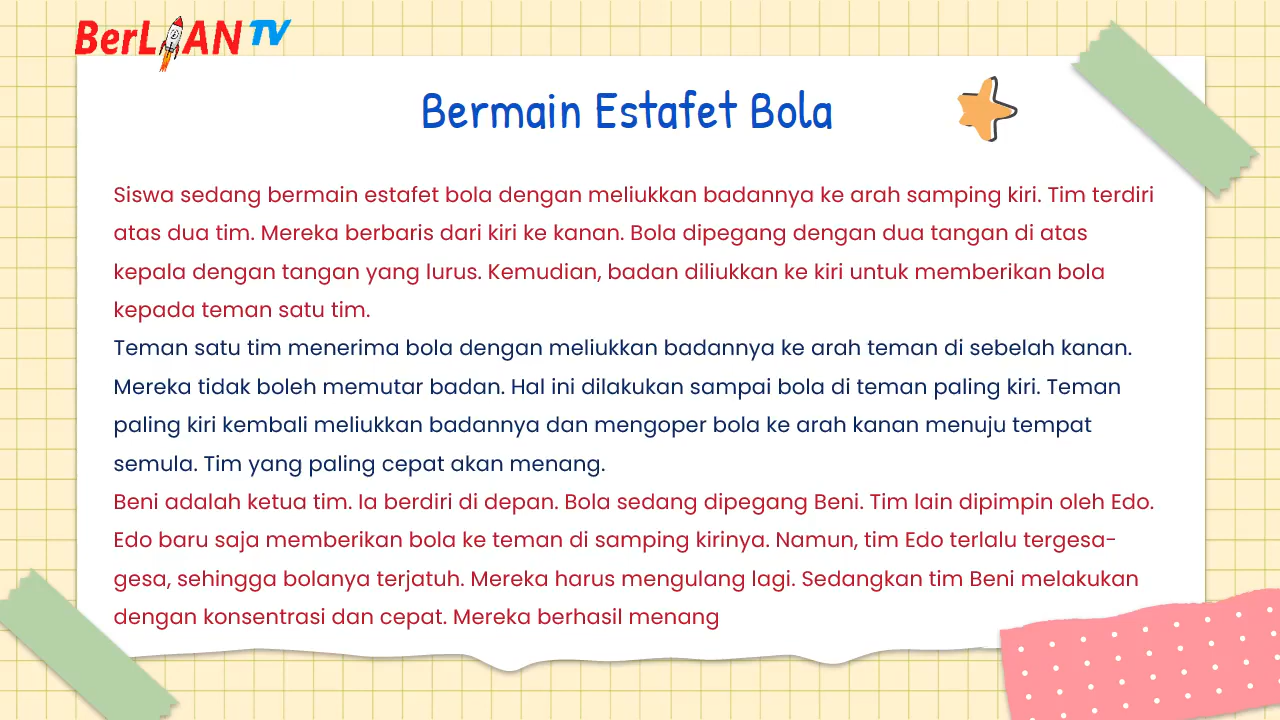 BerLIAN TV
Bermain Estafet Bola
Siswa sedang bermain estafet bola dengan meliukkan badannya ke arah samping kiri. Tim terdiri
atas dua tim. Mereka berbaris dari kiri ke kanan. Bola dipegang dengan dua tangan di atas
kepala dengan tangan yang lurus. Kemudian, badan diliukkan ke kiri untuk memberikan bola
kepada teman satu tim.
Teman satu tim menerima bola dengan meliukkan badannya ke arah teman di sebelah kanan.
Mereka tidak boleh memutar badan. Hal ini dilakukan sampai bola di teman paling kiri. Teman
paling kiri kembali meliukkan badannya dan mengoper bola ke arah kanan menuju tempat
semula. Tim yang paling cepat akan menang.
Beni adalah ketua tim. Ia berdiri di depan. Bola sedang dipegang Beni. Tim lain dipimpin oleh Edo.
Edo baru saja memberikan bola ke teman di samping kirinya. Namun, tim Edo terlalu tergesa-
gesa, sehingga bolanya terjatuh. Mereka harus mengulang lagi. Sedangkan tim Beni melakukan
dengan konsentrasi dan cepat. Mereka berhasil menang